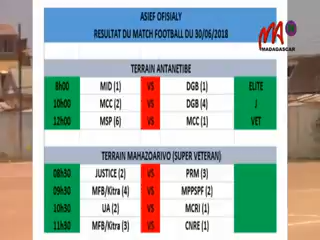 ASIEF OFISIALY
RESULTAT DU MATCH FOOTBALL DU 30/06/2018
MA
MADAGASCAR
TERRAIN ANTANETIBE
8h00 MID (1) VS DGB (1) ELITE
10h00 MCC (2) VS DGB (4) J
12h00 MSP (6) VS MCC (1) VET
TERRAIN MAHAZOARIVO (SUPER VETERAN)
08h30 JUSTICE (2) VS PRM (3)
09h30 MFB/Kitra (4) VS MPPSPF (2)
10h30 UA (2) VS MCRI (1)
11h30 MFB/Kitra (3) VS CNRE (1)